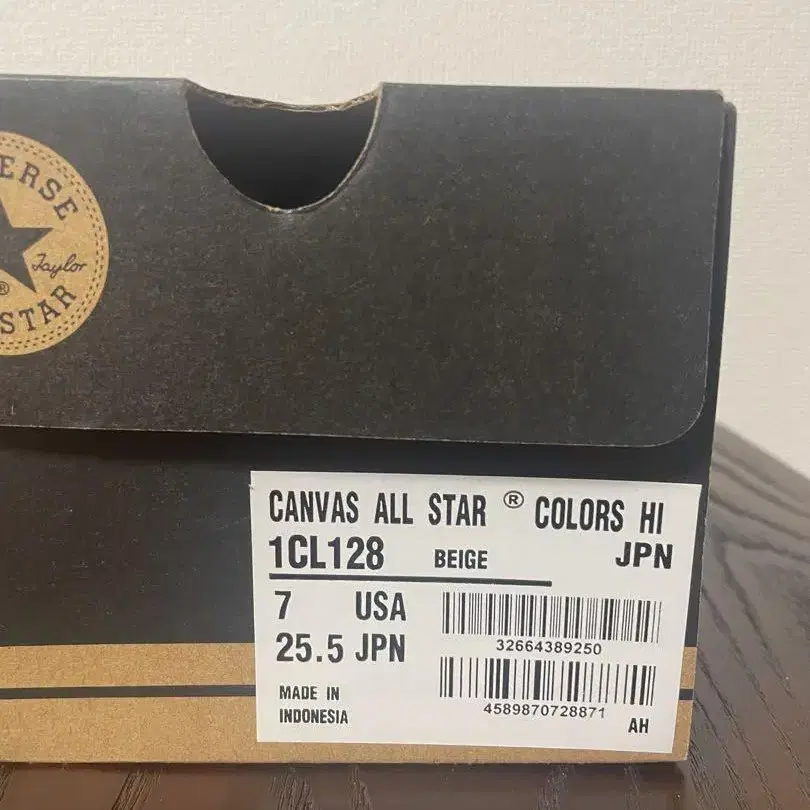 ERSE
Taylor
®
STAR
CANVAS ALL STAR ® COLORS HI
1CL128 BEIGE JPN
7 USA
25.5 JPN
32664389250
MADE IN
INDONESIA
4589870728871
AH